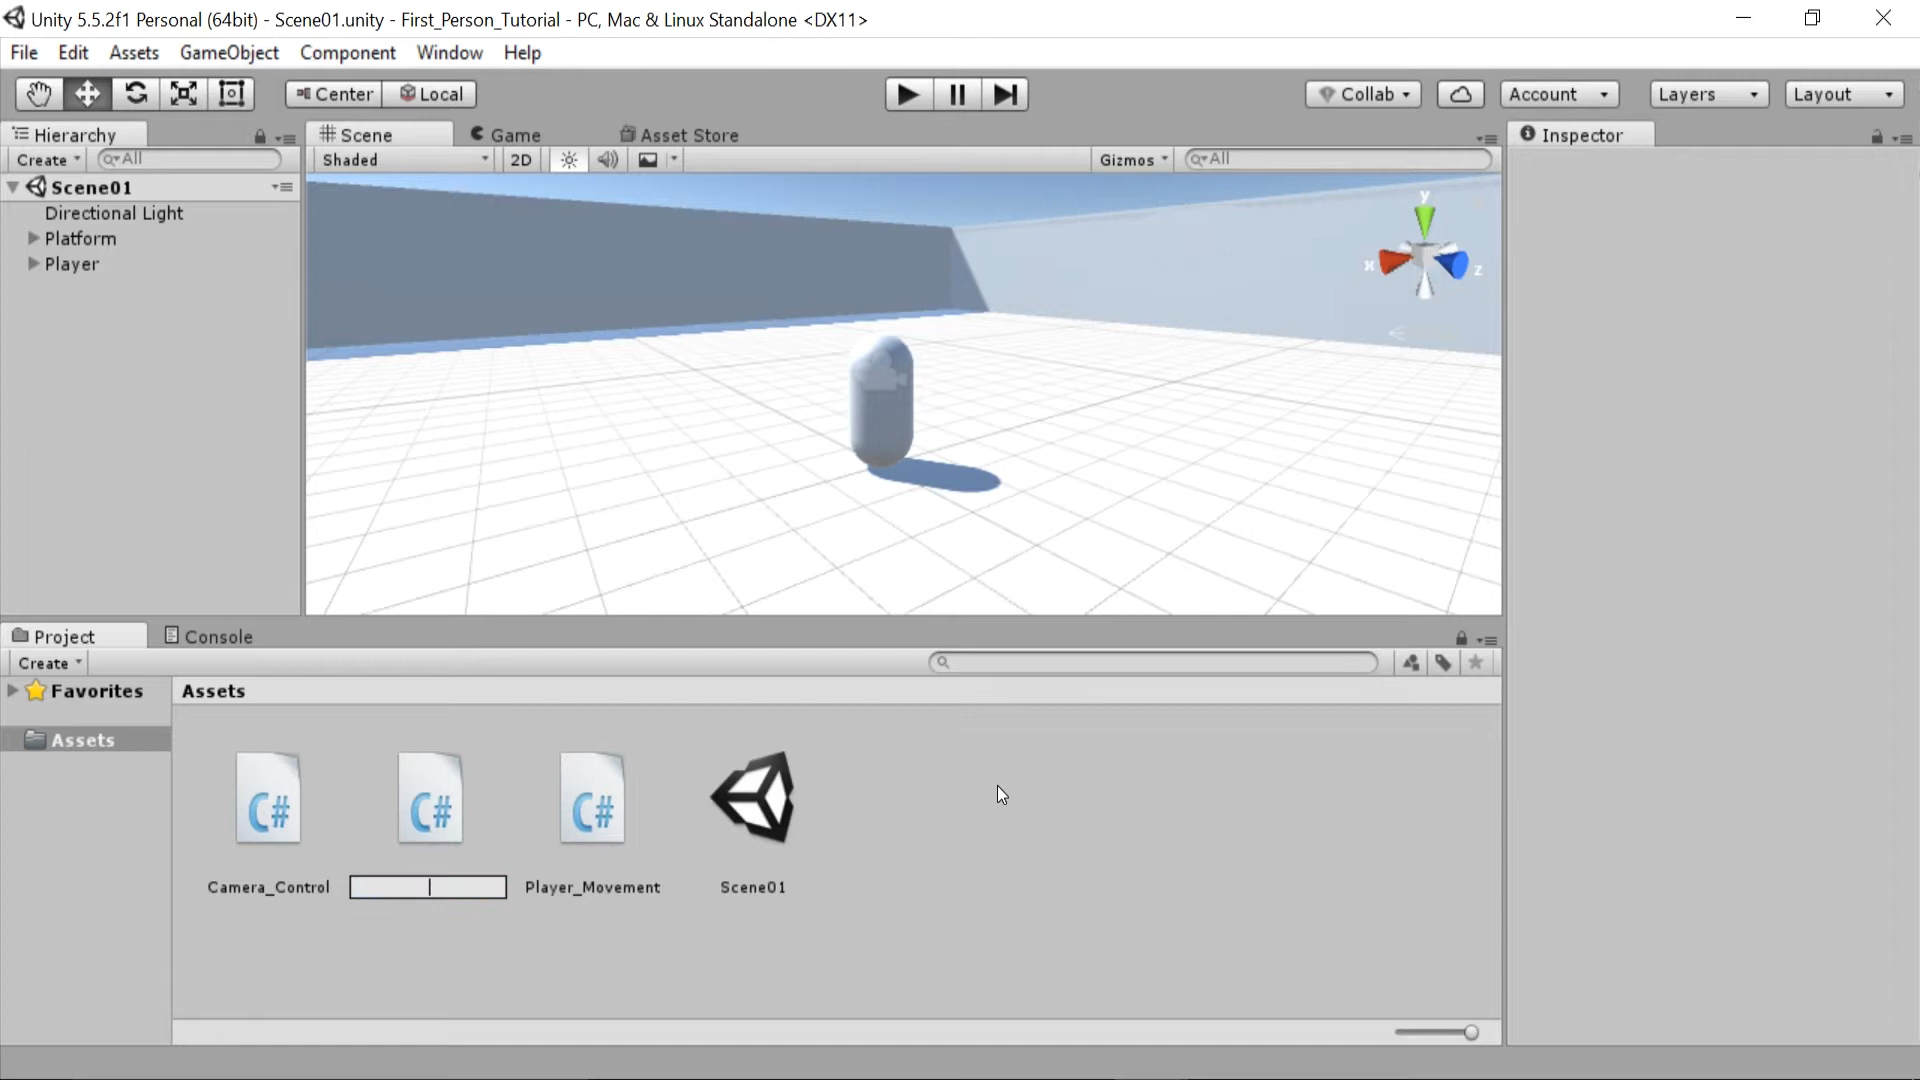 Unity 5.5.2f1 Personal (64bit) - Scene01.unity - First_Person_Tutorial - PC, Mac & Linux Standalone <DX11>
File Edit Assets GameObject Component Window Help
Center Local Collab Account Layers Layout
Hierarchy Scene Game Asset Store Inspector
Create All Shaded 2D Gizmos All
Scene01
Directional Light
Platform
Player
y
x z
Project Console
Create
Favorites Assets
Assets
C# C# C#
Camera_Control Player_Movement Scene01